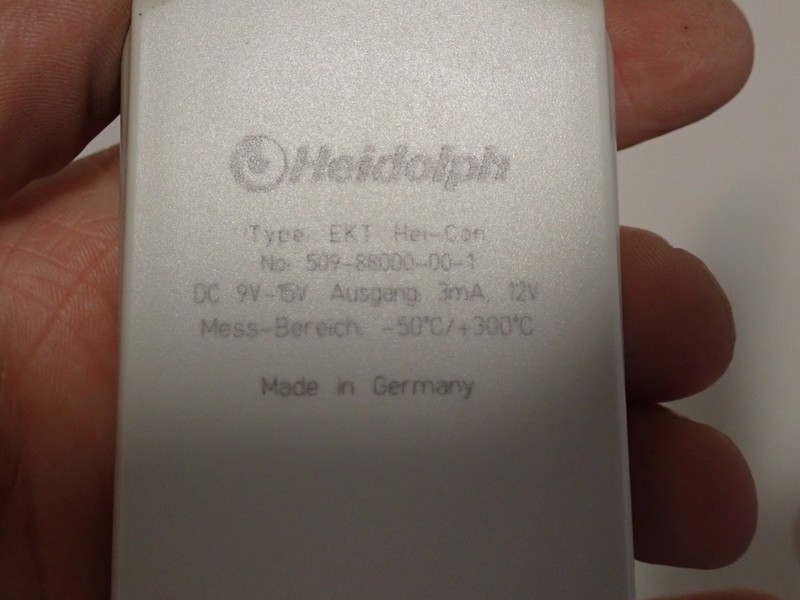 Heidolph
Type: EKT Hei-Con
No: 509-88000-00-1
DC 9V-15V, Ausgang: 3mA, 12V
Mess-Bereich: -50°C/+300°C
Made in Germany